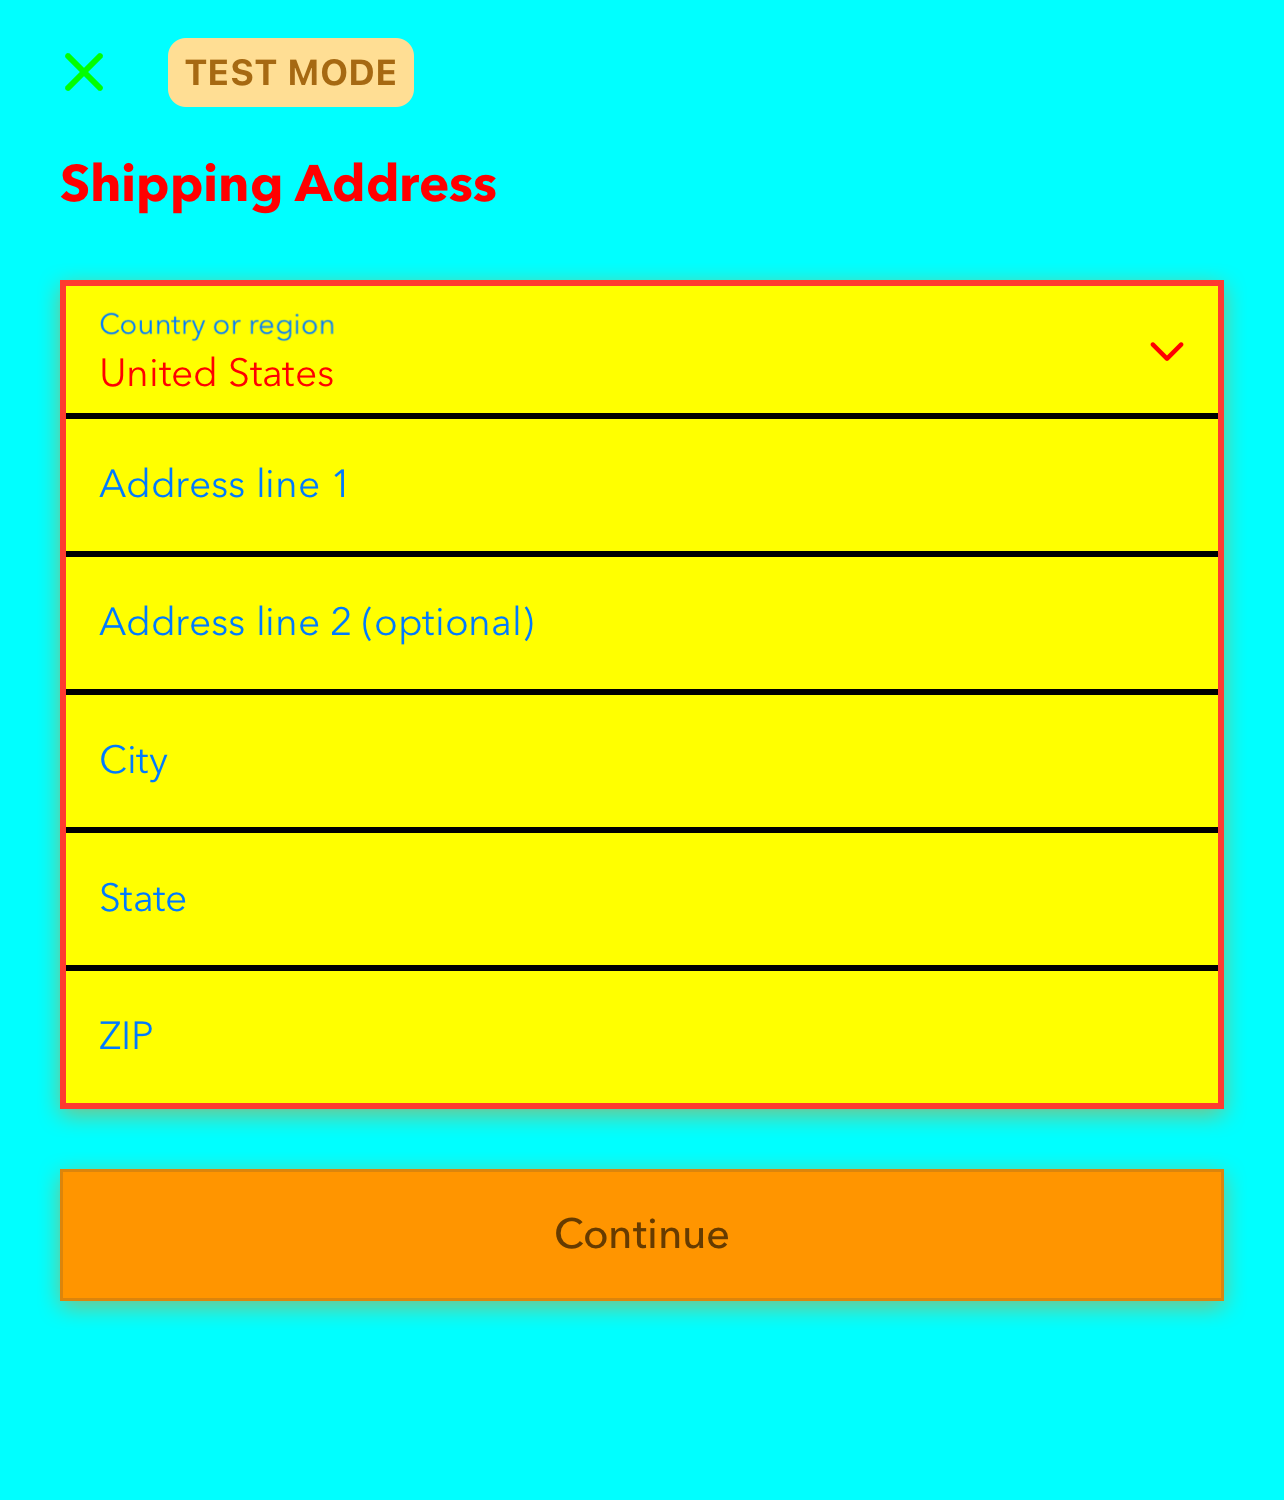 TEST MODE
Shipping Address
Country or region
United States
Address line 1
Address line 2 (optional)
City
State
ZIP
Continue